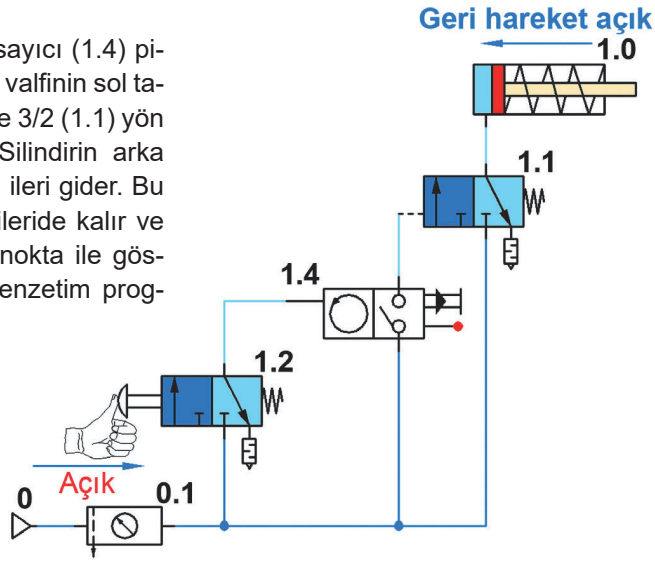 sayıcı (1.4) pi-
valfinin sol ta-
e 3/2 (1.1) yön
Silindirin arka
ileri gider. Bu
ileride kalır ve
nokta ile gös-
enzetim prog-
Geri hareket açık
1.0
1.1
1.4
1.2
Açık
0
0.1